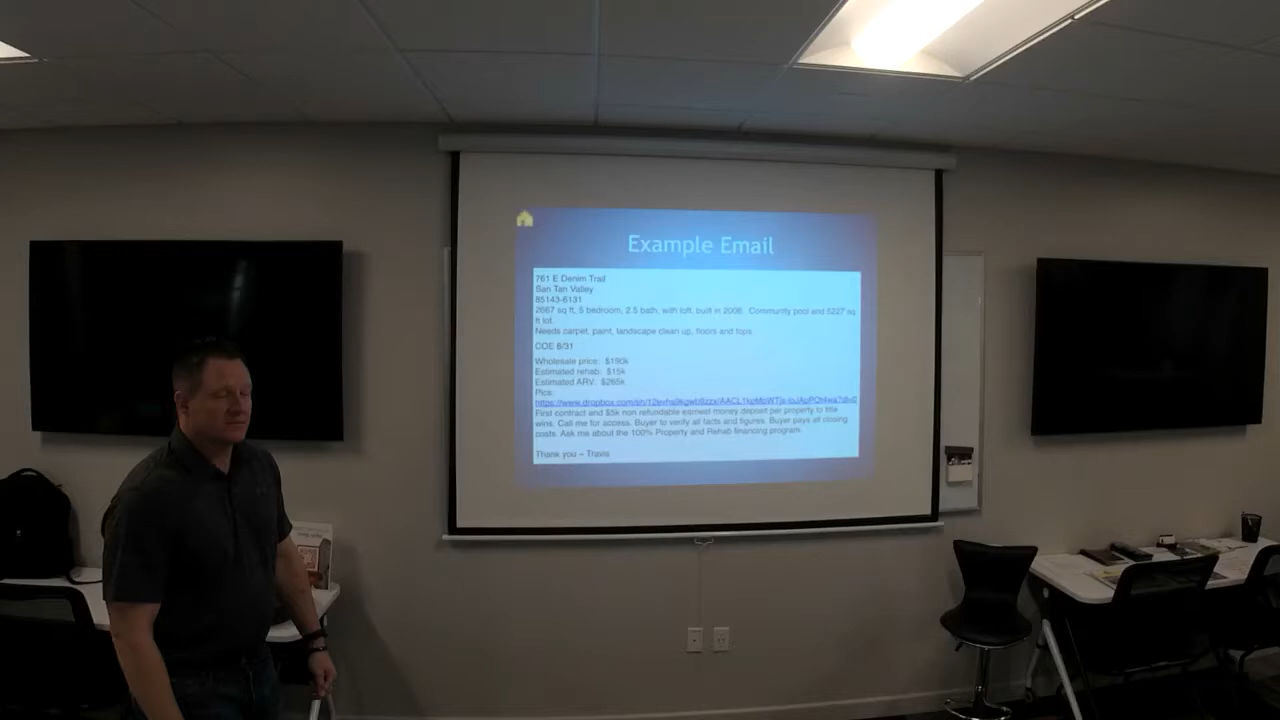 Example Email
761 E Denim Trail
San Tan Valley
85143-6131
2667 sq ft, 5 bedroom, 2.5 bath, with loft, built in 2006. Community pool and 5227 sq
ft lot.
Needs carpet, paint, landscape clean up, floors and tops
COE 8/31
Wholesale price: $190k
Estimated rehab: $15k
Estimated ARV: $265k
Pics:
First contract and $5k non refundable earnest money deposit per property to title
wins. Call me for access. Buyer to verify all facts and figures. Buyer pays all closing
costs. Ask me about the 100% Property and Rehab financing program.
Thank you ~ Travis